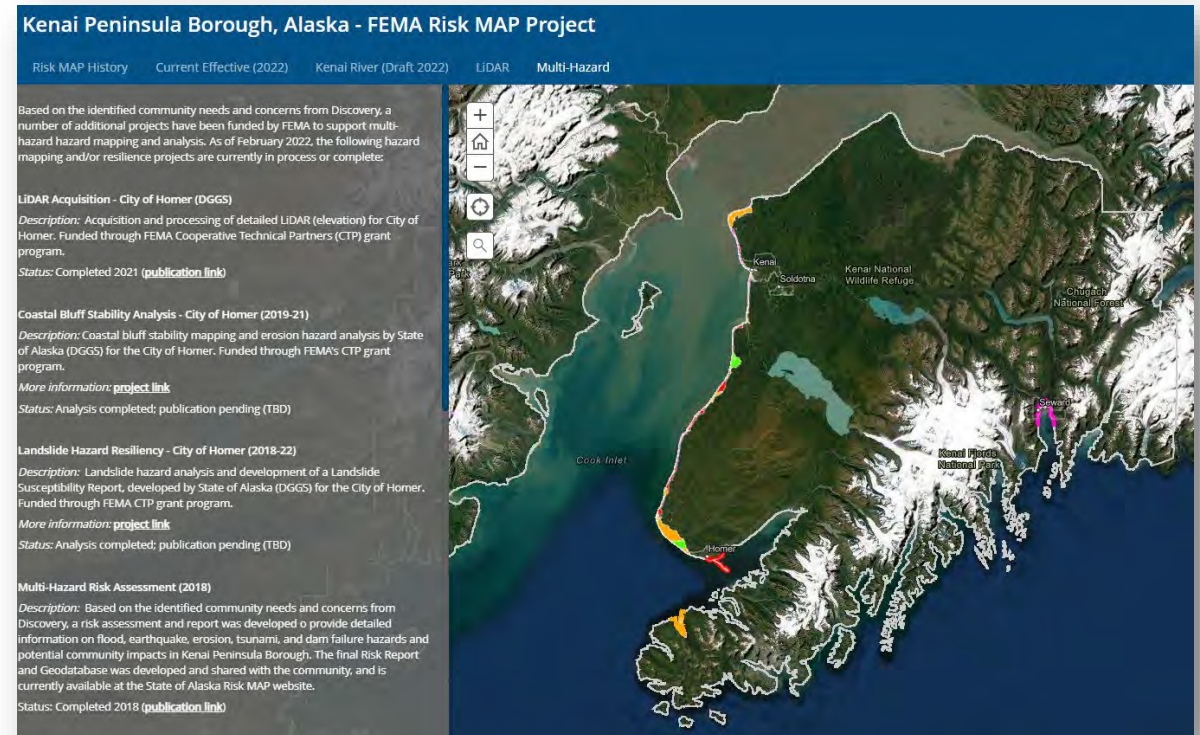 Kenai Peninsula Borough, Alaska - FEMA Risk MAP Project
Risk MAP History Current Effective (2022) Kenai River (Draft 2022) LiDAR Multi-Hazard
Based on the identified community needs and concerns from Discovery, a
number of additional projects have been funded by FEMA to support multi-
hazard hazard mapping and analysis. As of February 2022, the following hazard
mapping and/or resilience projects are currently in process or complete:
LiDAR Acquisition - City of Homer (DGGS)
Description: Acquisition and processing of detailed LiDAR (elevation) for City of
Homer. Funded through FEMA Cooperative Technical Partners (CTP) grant
program.
Status: Completed 2021 (publication link)
Coastal Bluff Stability Analysis - City of Homer (2019-21)
Description: Coastal bluff stability mapping and erosion hazard analysis by State
of Alaska (DGGS) for the City of Homer. Funded through FEMA's CTP grant
program.
More information: project link
Status: Analysis completed; publication pending (TBD)
Landslide Hazard Resiliency - City of Homer (2018-22)
Description: Landslide hazard analysis and development of a Landslide
Susceptibility Report, developed by State of Alaska (DGGS) for the City of Homer.
Funded through FEMA CTP grant program.
More information: project link
Status: Analysis completed; publication pending (TBD)
Multi-Hazard Risk Assessment (2018)
Description: Based on the identified community needs and concerns from
Discovery, a risk assessment and report was developed o provide detailed
information on flood, earthquake, erosion, tsunami, and dam failure hazards and
potential community impacts in Kenai Peninsula Borough. The final Risk Report
and Geodatabase was developed and shared with the community, and is
currently available at the State of Alaska Risk MAP website.
Status: Completed 2018 (publication link)
Kenai
Soldotna
Kenai National
Wildlife Refuge
Chugach
National Forest
Seward
Kenai Fjords
National Park
Cook Inlet
Homer